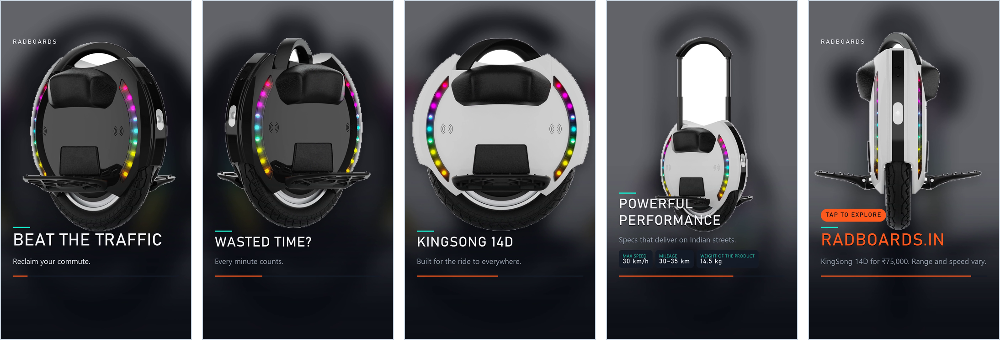 RADBOARDS
BEAT THE TRAFFIC
Reclaim your commute.
WASTED TIME?
Every minute counts.
KINGSONG 14D
Built for the ride to everywhere.
POWERFUL
PERFORMANCE
Specs that deliver on Indian streets.
MAX SPEED
30 km/h
MILEAGE
30–35 km
WEIGHT OF THE PRODUCT
14.5 kg
RADBOARDS
TAP TO EXPLORE
RADBOARDS.IN
KingSong 14D for ₹75,000. Range and speed vary.